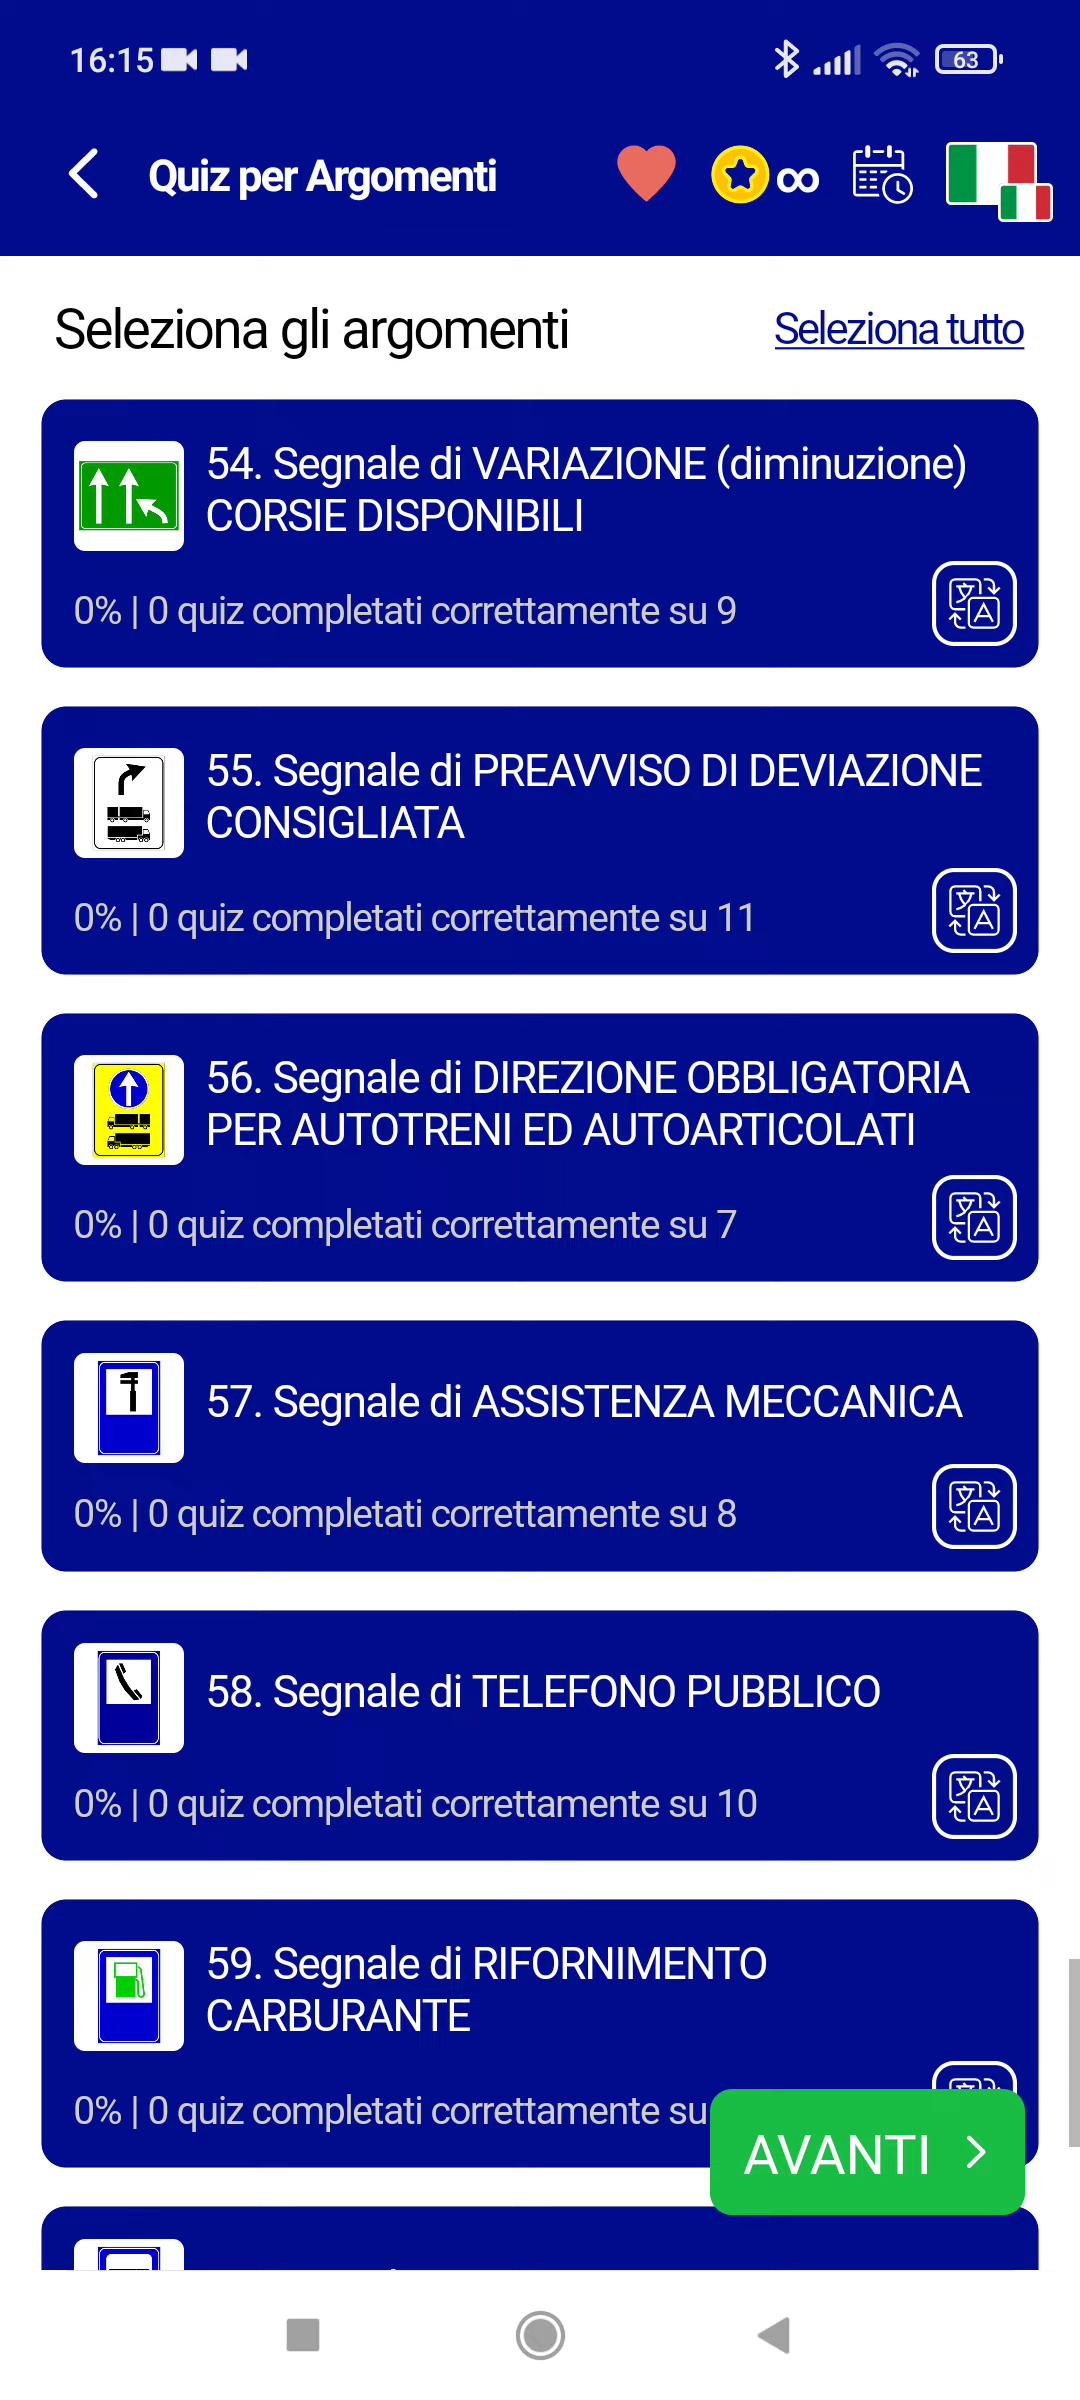 16:15
63
Quiz per Argomenti
∞
Seleziona gli argomenti
Seleziona tutto
54. Segnale di VARIAZIONE (diminuzione)
CORSIE DISPONIBILI
0% | 0 quiz completati correttamente su 9
55. Segnale di PREAVVISO DI DEVIAZIONE
CONSIGLIATA
0% | 0 quiz completati correttamente su 11
56. Segnale di DIREZIONE OBBLIGATORIA
PER AUTOTRENI ED AUTOARTICOLATI
0% | 0 quiz completati correttamente su 7
57. Segnale di ASSISTENZA MECCANICA
0% | 0 quiz completati correttamente su 8
58. Segnale di TELEFONO PUBBLICO
0% | 0 quiz completati correttamente su 10
59. Segnale di RIFORNIMENTO
CARBURANTE
0% | 0 quiz completati correttamente su
AVANTI